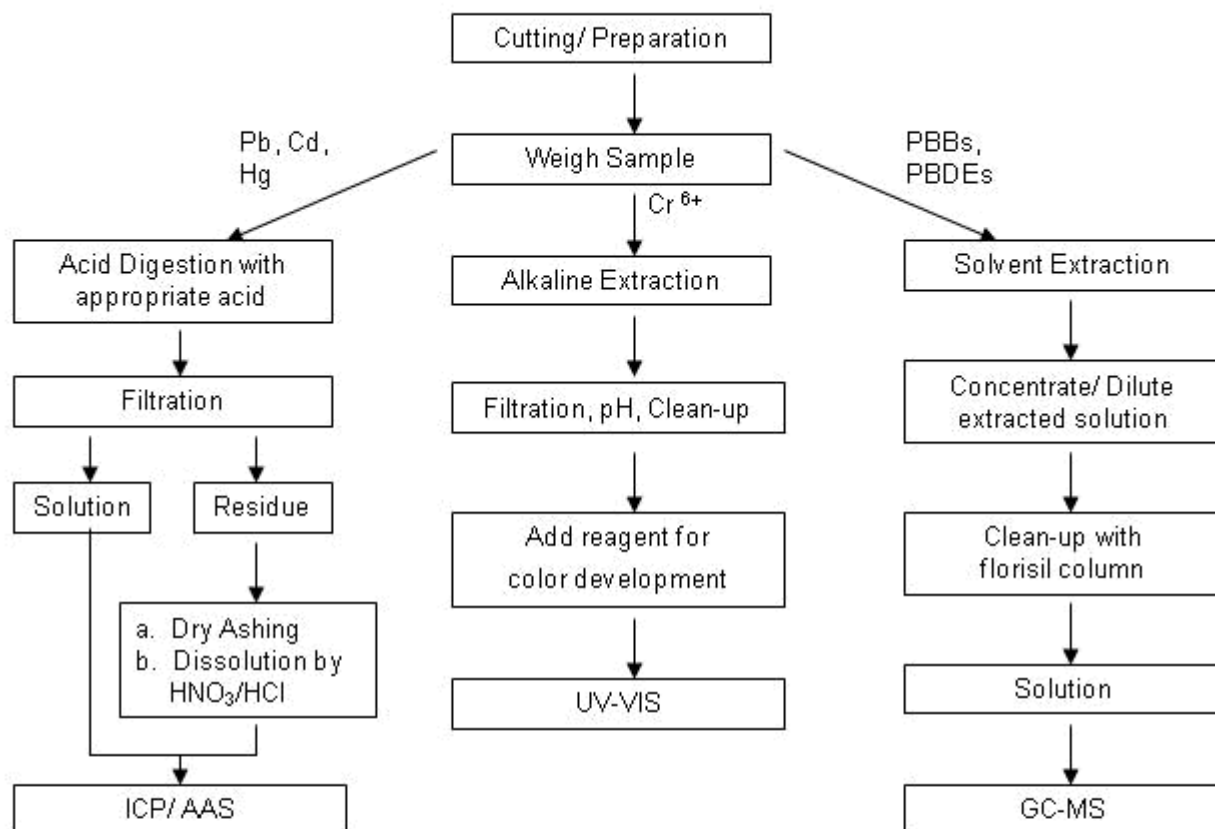 Cutting/ Preparation
Weigh Sample
Pb, Cd,
Hg
Cr 6+
PBBs,
PBDEs
Acid Digestion with
appropriate acid
Filtration
Solution
Residue
a. Dry Ashing
b. Dissolution by
HNO3/HCl
ICP/ AAS
Alkaline Extraction
Filtration, pH, Clean-up
Add reagent for
color development
UV-VIS
Solvent Extraction
Concentrate/ Dilute
extracted solution
Clean-up with
florisil column
Solution
GC-MS